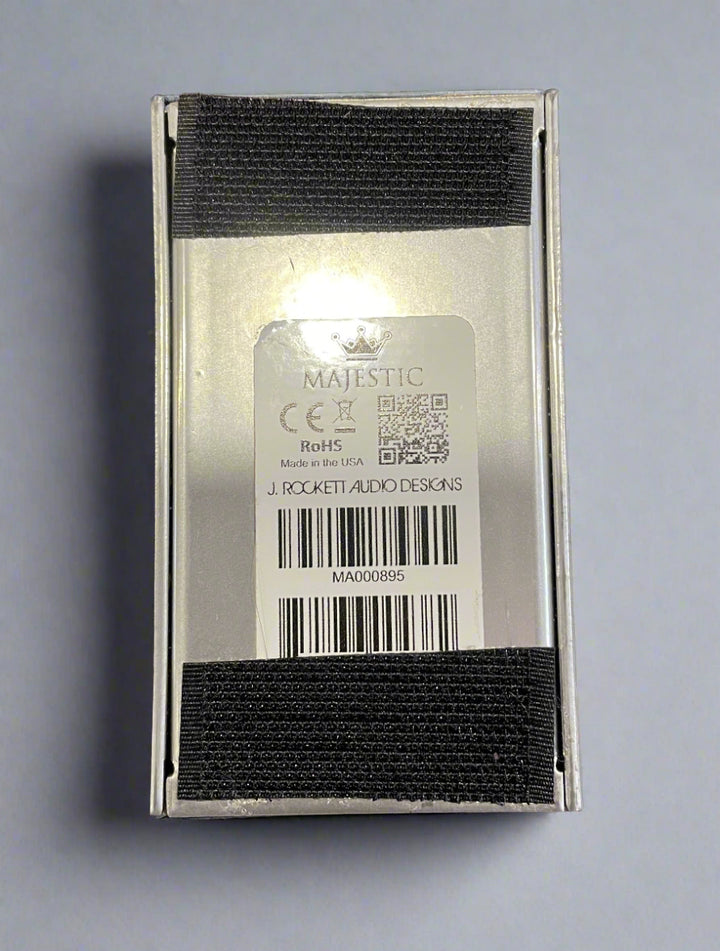 MAJESTIC
CE
RoHS
Made in the USA
J. ROCKETT AUDIO DESIGNS
MA000895